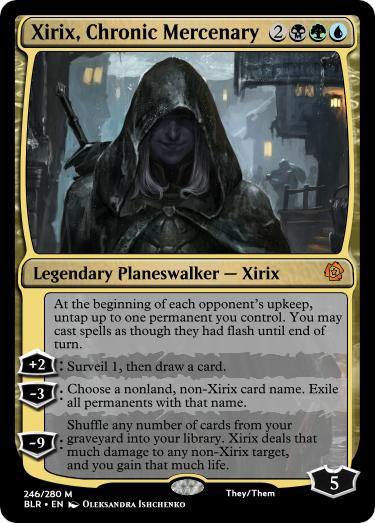 Xirix, Chronic Mercenary 2
Legendary Planeswalker — Xirix
At the beginning of each opponent's upkeep,
untap up to one permanent you control. You may
cast spells as though they had flash until end of
turn.
+2: Surveil 1, then draw a card.
-3: Choose a nonland, non-Xirix card name. Exile
all permanents with that name.
Shuffle any number of cards from your
graveyard into your library. Xirix deals that
-9: much damage to any non-Xirix target,
and you gain that much life.
5
246/280 M
BLR • EN Oleksandra Ishchenko
They/Them